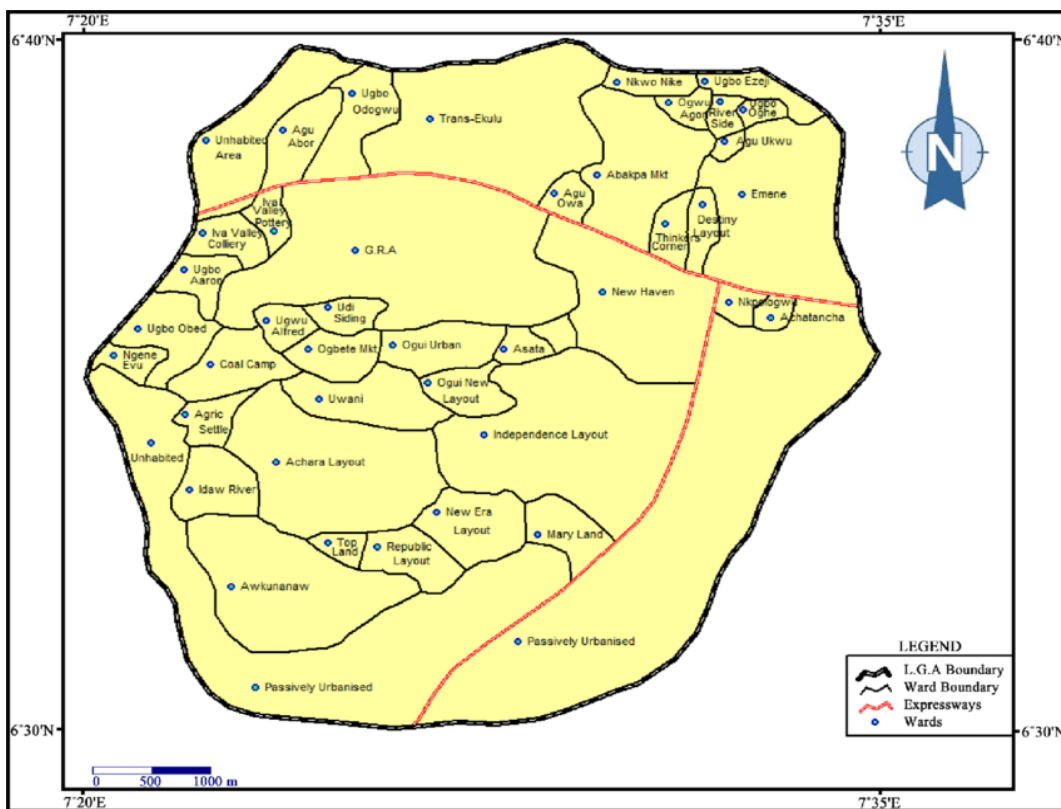 7°20'E
7°35'E
6°40'N
6°40'N
Nkwo Nike
Ugbo Ezeji
Ugbo
Odogwu
Ogwu
Agor
River
Side
Ugbo
Oghe
Trans-Ekulu
Agu
Abor
Unhabited
Area
Agu Ukwu
Abakpa Mkt
Agu
Owa
Emene
Iva
Valley
Pottery
Destiny
Layout
Thinkers
Corner
Iva Valley
Colliery
G.R.A
Ugbo
Aaron
New Haven
Nkpologwu
Achatancha
Udi
Siding
Ugwu
Alfred
Ugbo Obed
Ogbete Mkt
Ogui Urban
Asata
Ngene
Evu
Coal Camp
Ogui New
Layout
Uwani
Agric
Settle
Independence Layout
Unhabited
Achara Layout
Idaw River
New Era
Layout
Mary Land
Top
Land
Republic
Layout
Awkunanaw
Passively Urbanised
Passively Urbanised
N
LEGEND
L.G.A Boundary
Ward Boundary
Expressways
Wards
6°30'N
6°30'N
0 500 1000 m
7°20'E
7°35'E